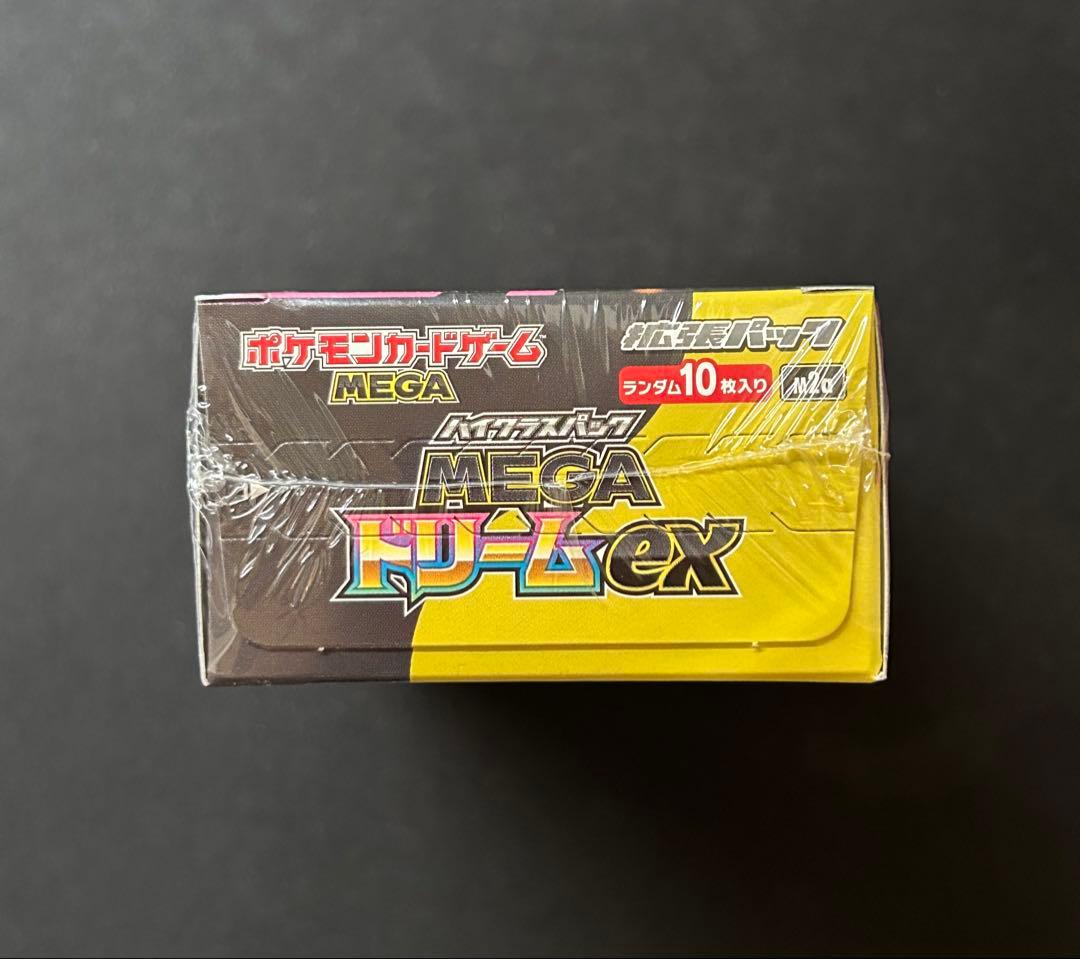 ポケモンカードゲーム™
MEGA
拡張パック
ランダム10枚入り
M2a
ハイクラスパック
MEGA
ドリームex